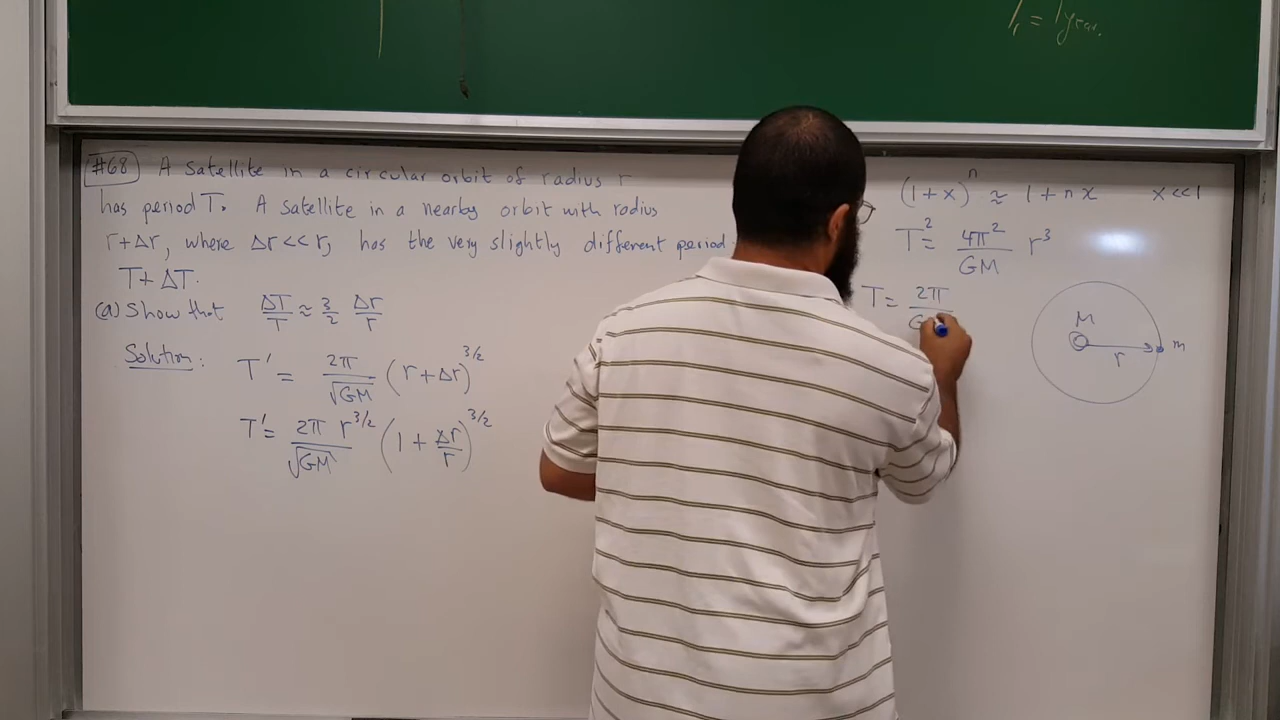 T₁ = 1 year.
#68 A satellite in a circular orbit of radius r
has period T. A satellite in a nearby orbit with radius
r+Δr, where Δr<<r, has the very slightly different period
T+ΔT.
(a) Show that ΔT/T ≈ 3/2 Δr/r
Solution:
T' = 2π/√GM (r+Δr)^3/2
T' = 2π r^3/2/√GM (1 + Δr/r)^3/2
(1+x)^n ≈ 1+nx x<<1
T² = 4π²/GM r³
T = 2π/G
M
r
m